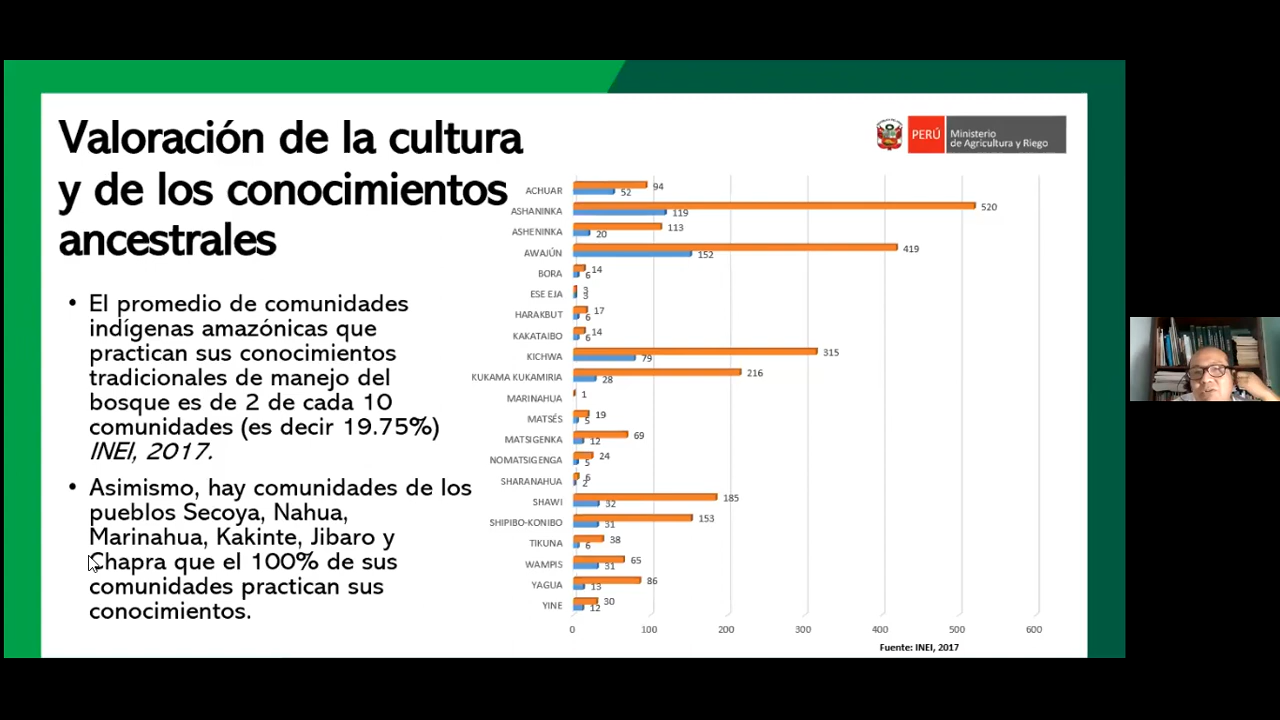 Valoración de la cultura
y de los conocimientos
ancestrales
• El promedio de comunidades
indígenas amazónicas que
practican sus conocimientos
tradicionales de manejo del
bosque es de 2 de cada 10
comunidades (es decir 19.75%)
INEI, 2017.
• Asimismo, hay comunidades de los
pueblos Secoya, Nahua,
Marinahua, Kakinte, Jibaro y
Chapra que el 100% de sus
comunidades practican sus
conocimientos.
PERÚ
Ministerio
de Agricultura y Riego
ACHUAR 94 52
ASHANINKA 520 119
ASHENINKA 113 20
AWAJÚN 419 152
BORA 14 6
ESE EJA 3 3
HARAKBUT 17 6
KAKATAIBO 14 6
KICHWA 315 79
KUKAMA KUKAMIRIA 216 28
MARINAHUA 1
MATSÉS 19 5
MATSIGENKA 69 12
NOMATSIGENGA 24 5
SHARANAHUA 6 2
SHAWI 185 32
SHIPIBO-KONIBO 153 31
TIKUNA 38 6
WAMPIS 65 31
YAGUA 86 13
YINE 30 12
0 100 200 300 400 500 600
Fuente: INEI, 2017